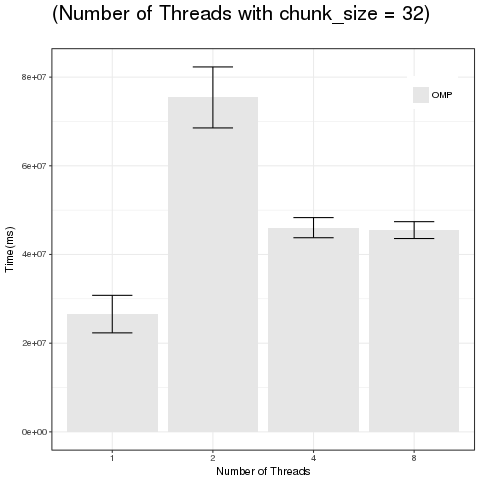 (Number of Threads with chunk_size = 32)
8e+07
OMP
6e+07
Time(ms)
4e+07
2e+07
0e+00
1 2 4 8
Number of Threads